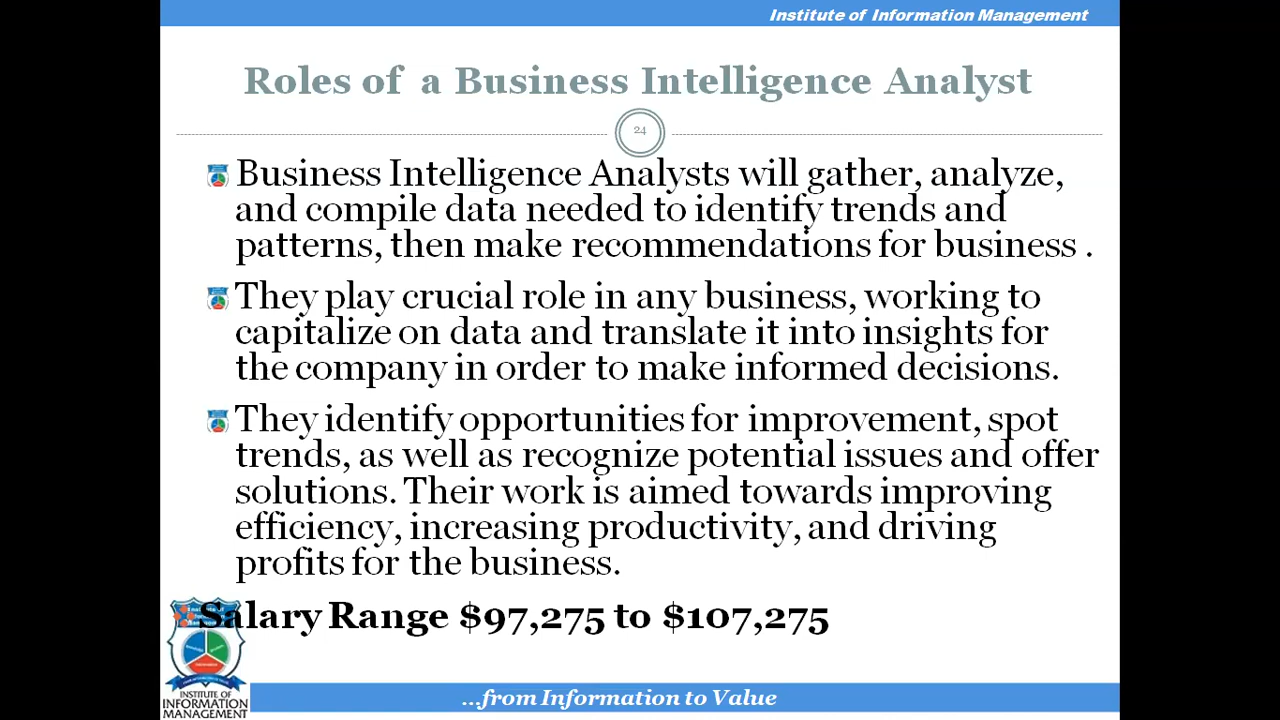 Institute of Information Management
Roles of a Business Intelligence Analyst
24
Business Intelligence Analysts will gather, analyze,
and compile data needed to identify trends and
patterns, then make recommendations for business .
They play crucial role in any business, working to
capitalize on data and translate it into insights for
the company in order to make informed decisions.
They identify opportunities for improvement, spot
trends, as well as recognize potential issues and offer
solutions. Their work is aimed towards improving
efficiency, increasing productivity, and driving
profits for the business.
Salary Range $97,275 to $107,275
INSTITUTE OF
INFORMATION
MANAGEMENT
...from Information to Value